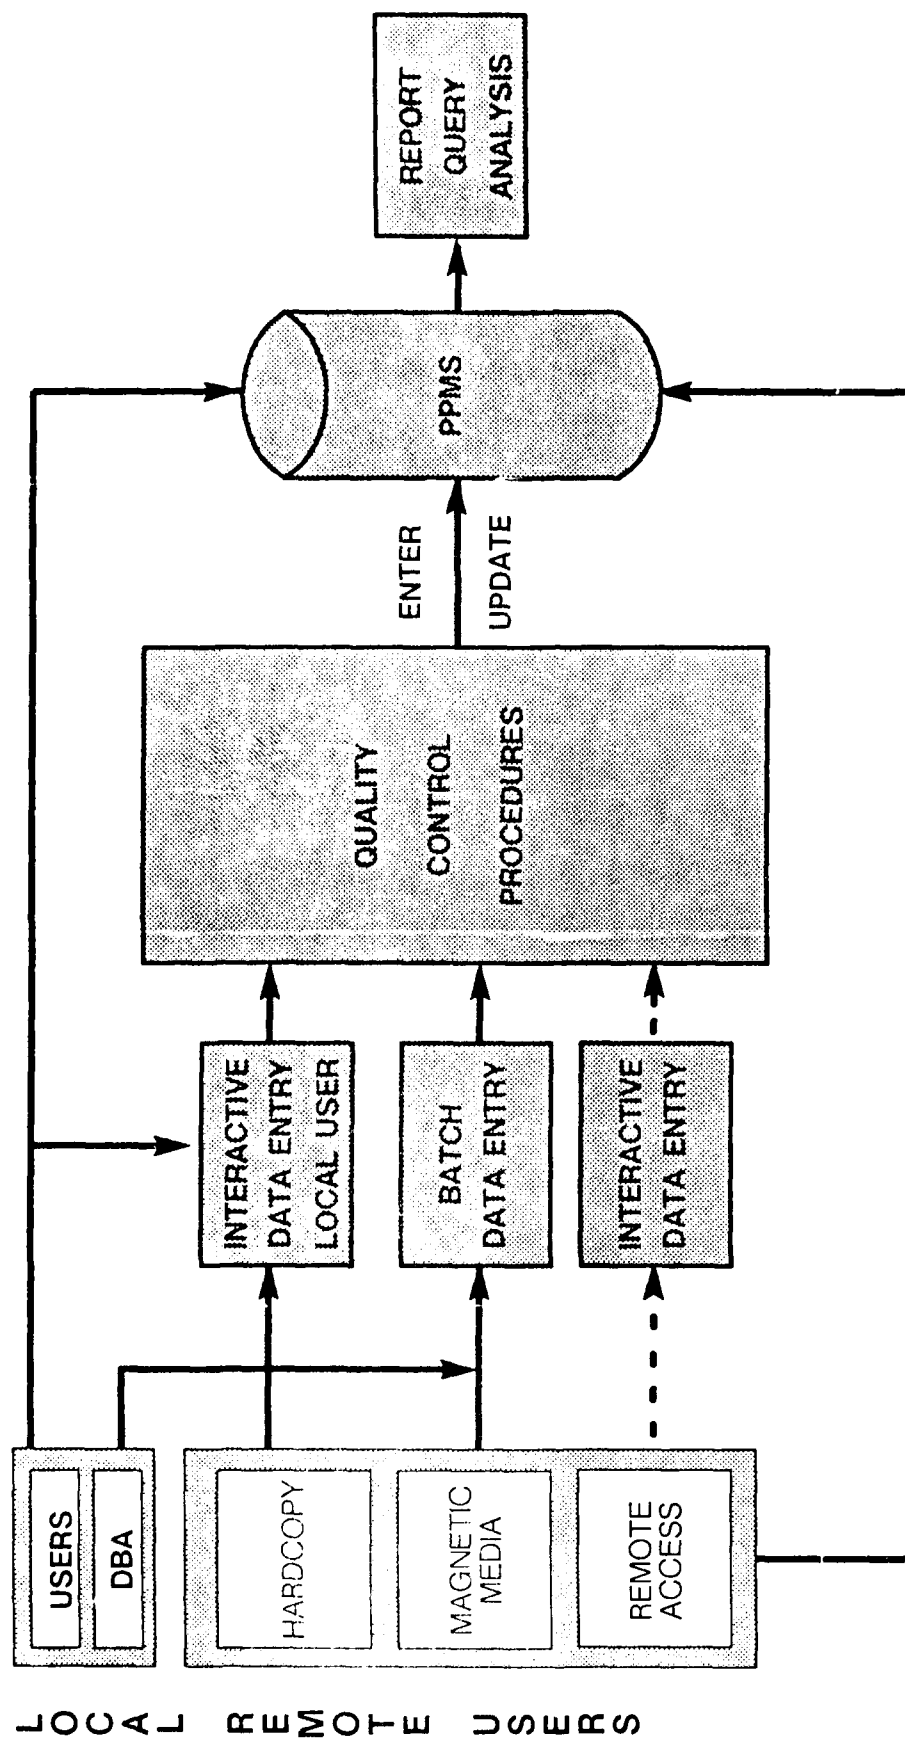 LOCAL
REMOTE USERS
USERS
DBA
HARDCOPY
MAGNETIC
MEDIA
REMOTE
ACCESS
INTERACTIVE
DATA ENTRY
LOCAL USER
BATCH
DATA ENTRY
INTERACTIVE
DATA ENTRY
QUALITY
CONTROL
PROCEDURES
ENTER
UPDATE
PPMS
REPORT
QUERY
ANALYSIS